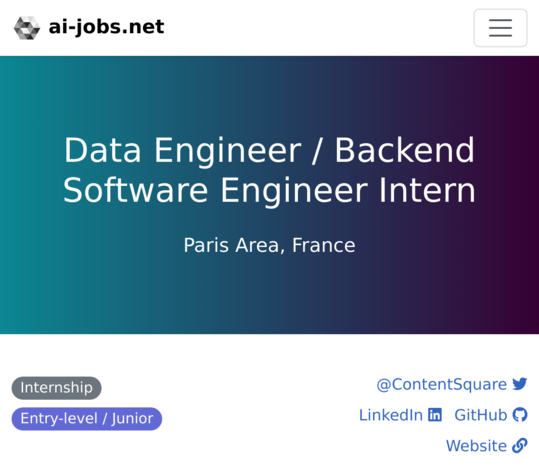 ai-jobs.net
Data Engineer / Backend
Software Engineer Intern
Paris Area, France
Internship
Entry-level / Junior
@ContentSquare
LinkedIn GitHub
Website